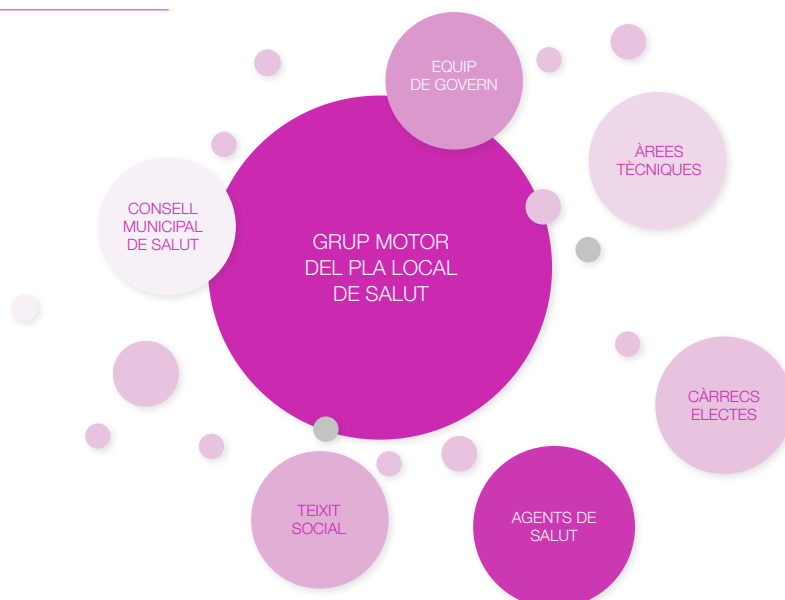 EQUIP
DE GOVERN
ÀREES
TÈCNIQUES
CONSELL
MUNICIPAL
DE SALUT
GRUP MOTOR
DEL PLA LOCAL
DE SALUT
CÀRRECS
ELECTES
TEIXIT
SOCIAL
AGENTS DE
SALUT